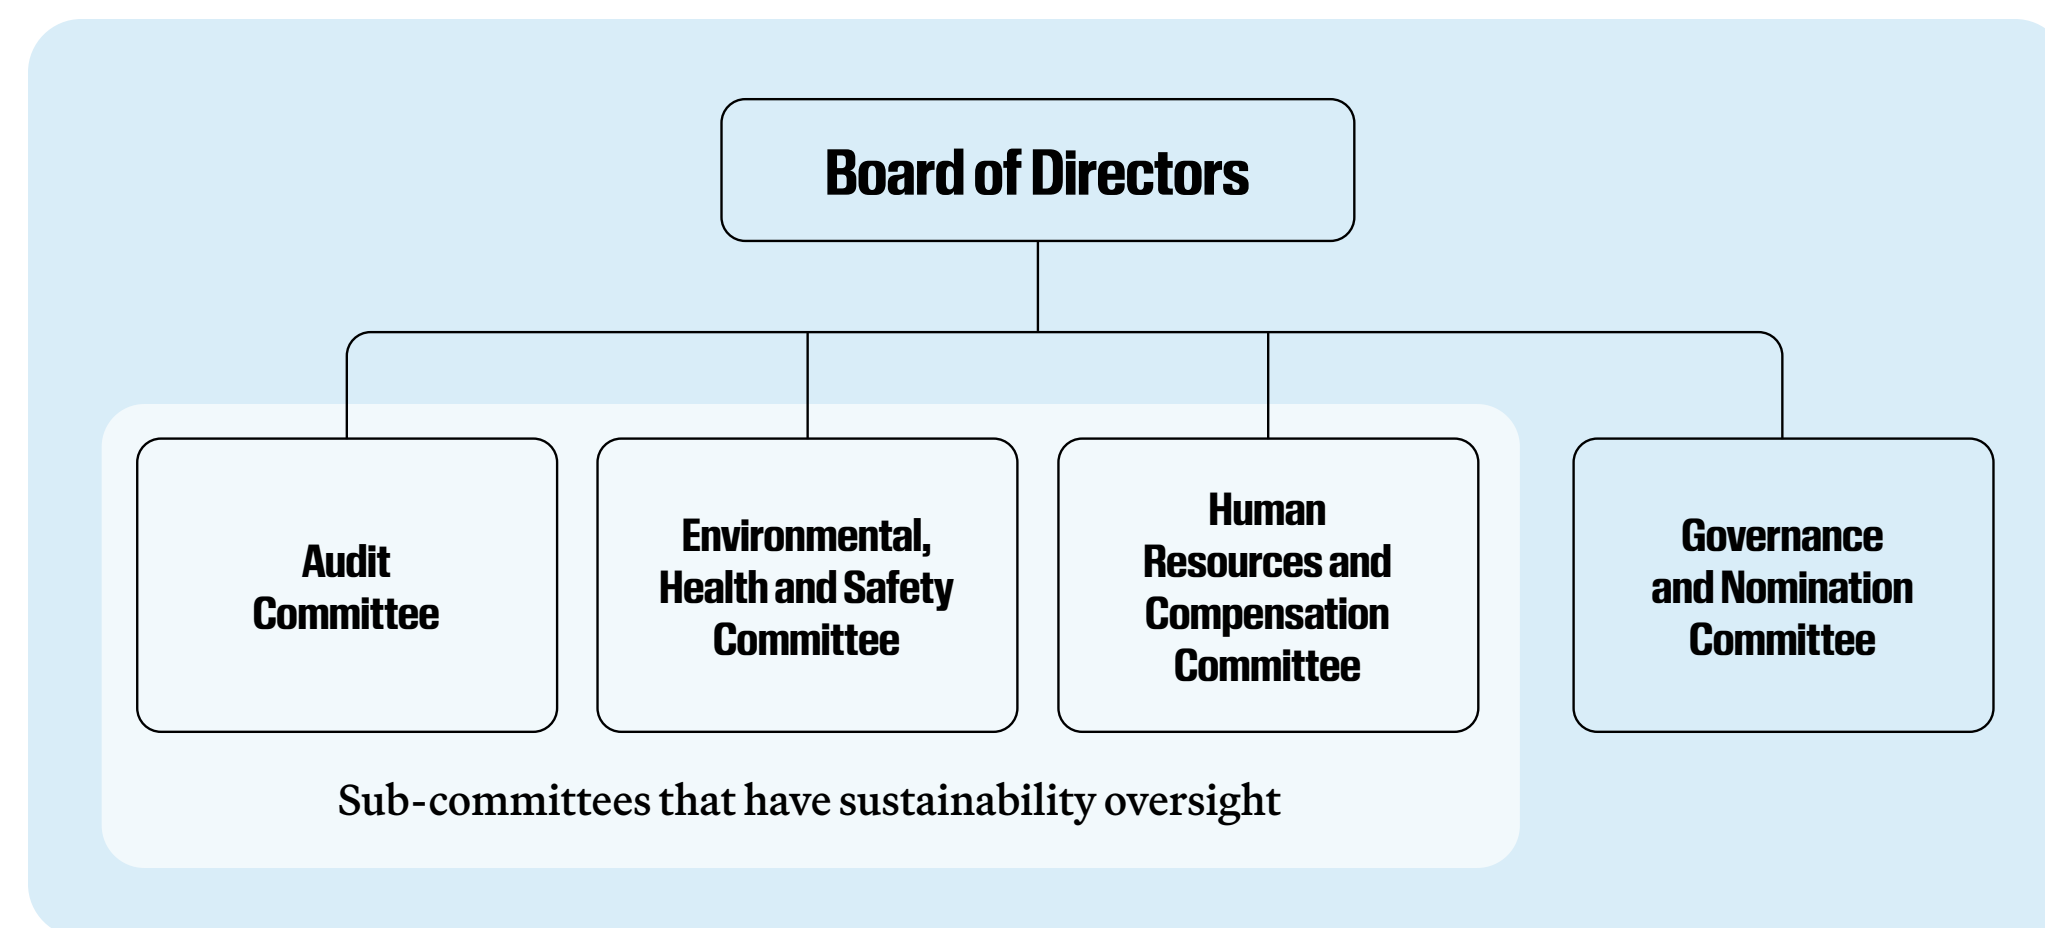 Board of Directors
Audit
Committee
Environmental,
Health and Safety
Committee
Human
Resources and
Compensation
Committee
Governance
and Nomination
Committee
Sub-committees that have sustainability oversight